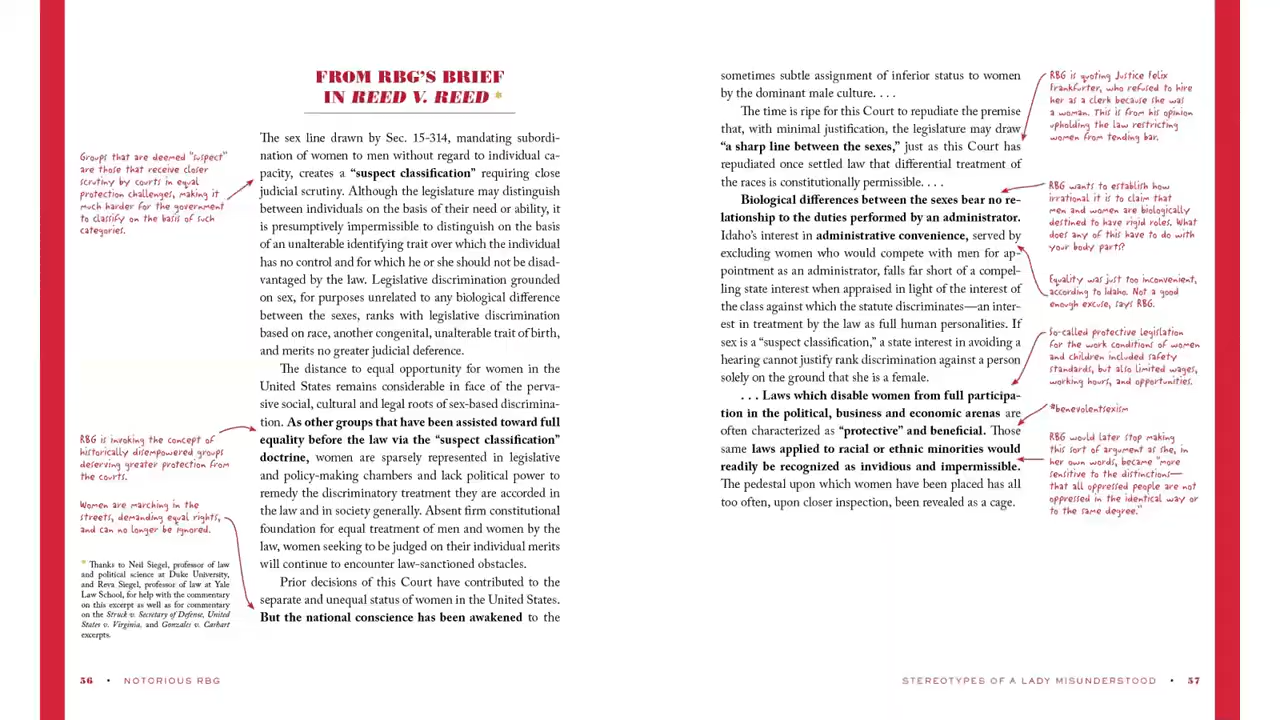 FROM RBG'S BRIEF
IN REED V. REED *
The sex line drawn by Sec. 15-314, mandating subordi-
nation of women to men without regard to individual ca-
pacity, creates a “suspect classification” requiring close
judicial scrutiny. Although the legislature may distinguish
between individuals on the basis of their need or ability, it
is presumptively impermissible to distinguish on the basis
of an unalterable identifying trait over which the individual
has no control and for which he or she should not be disad-
vantaged by the law. Legislative discrimination grounded
on sex, for purposes unrelated to any biological difference
between the sexes, ranks with legislative discrimination
based on race, another congenital, unalterable trait of birth,
and merits no greater judicial deference.
The distance to equal opportunity for women in the
United States remains considerable in face of the perva-
sive social, cultural and legal roots of sex-based discrimina-
tion. As other groups that have been assisted toward full
equality before the law via the “suspect classification”
doctrine, women are sparsely represented in legislative
and policy-making chambers and lack political power to
remedy the discriminatory treatment they are accorded in
the law and in society generally. Absent firm constitutional
foundation for equal treatment of men and women by the
law, women seeking to be judged on their individual merits
will continue to encounter law-sanctioned obstacles.
Prior decisions of this Court have contributed to the
separate and unequal status of women in the United States.
But the national conscience has been awakened to the
Groups that are deemed "suspect"
are those that receive closer
scrutiny by courts in equal
protection challenges, making it
much harder for the government
to classify on the basis of such
categories.
RBG is invoking the concept of
historically disempowered groups
deserving greater protection from
the courts.
Women are marching in the
streets, demanding equal rights,
and can no longer be ignored.
* Thanks to Neil Siegel, professor of law
and political science at Duke University,
and Reva Siegel, professor of law at Yale
Law School, for help with the commentary
on this excerpt as well as for commentary
on the Struck v. Secretary of Defense, United
States v. Virginia, and Gonzales v. Carhart
excerpts.
56 • NOTORIOUS RBG
sometimes subtle assignment of inferior status to women
by the dominant male culture. . . .
The time is ripe for this Court to repudiate the premise
that, with minimal justification, the legislature may draw
“a sharp line between the sexes,” just as this Court has
repudiated once settled law that differential treatment of
the races is constitutionally permissible. . . .
Biological differences between the sexes bear no re-
lationship to the duties performed by an administrator.
Idaho’s interest in administrative convenience, served by
excluding women who would compete with men for ap-
pointment as an administrator, falls far short of a compel-
ling state interest when appraised in light of the interest of
the class against which the statute discriminates—an inter-
est in treatment by the law as full human personalities. If
sex is a “suspect classification,” a state interest in avoiding a
hearing cannot justify rank discrimination against a person
solely on the ground that she is a female.
. . . Laws which disable women from full participa-
tion in the political, business and economic arenas are
often characterized as “protective” and beneficial. Those
same laws applied to racial or ethnic minorities would
readily be recognized as invidious and impermissible.
The pedestal upon which women have been placed has all
too often, upon closer inspection, been revealed as a cage.
RBG is quoting Justice Felix
Frankfurter, who refused to hire
her as a clerk because she was
a woman. This is from his opinion
upholding the law restricting
women from tending bar.
RBG wants to establish how
irrational it is to claim that
men and women are biologically
destined to have rigid roles. What
does any of this have to do with
your body parts?
Equality was just too inconvenient,
according to Idaho. Not a good
enough excuse, says RBG.
So-called protective legislation
for the work conditions of women
and children included safety
standards, but also limited wages,
working hours, and opportunities.
#benevolentsexism
RBG would later stop making
this sort of argument as she, in
her own words, became "more
sensitive to the distinctions—
that all oppressed people are not
oppressed in the identical way or
to the same degree."
STEREOTYPES OF A LADY MISUNDERSTOOD • 57